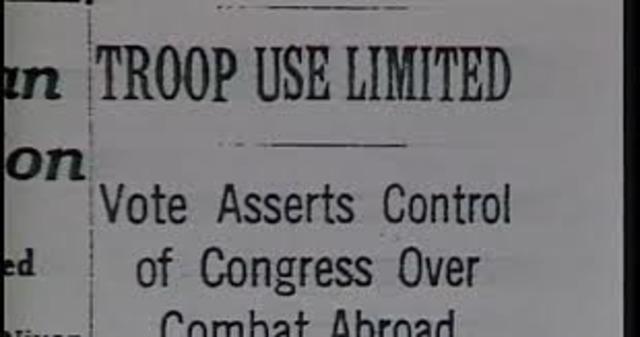 an
on
ed
TROOP USE LIMITED
Vote Asserts Control
of Congress Over
Combat Abroad